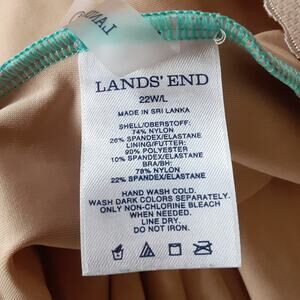 LANDS' END
22W/L
MADE IN SRI LANKA
SHELL/OBERSTOFF:
74% NYLON
26% SPANDEX/ELASTANE
LINING/FUTTER:
90% POLYESTER
10% SPANDEX/ELASTANE
BRA/BH:
78% NYLON
22% SPANDEX/ELASTANE
HAND WASH COLD.
WASH DARK COLORS SEPARATELY.
ONLY NON-CHLORINE BLEACH
WHEN NEEDED.
LINE DRY.
DO NOT IRON.